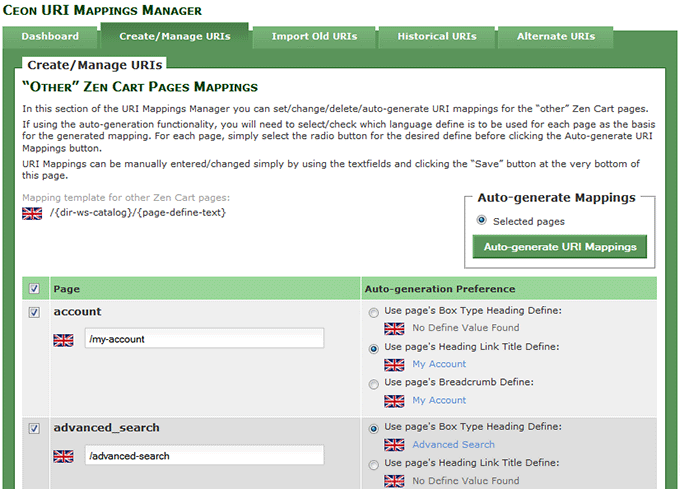 CEON URI MAPPINGS MANAGER
Dashboard
Create/Manage URIs
Import Old URIs
Historical URIs
Alternate URIs
Create/Manage URIs
“OTHER” ZEN CART PAGES MAPPINGS
In this section of the URI Mappings Manager you can set/change/delete/auto-generate URI mappings for the “other” Zen Cart pages.
If using the auto-generation functionality, you will need to select/check which language define is to be used for each page as the basis
for the generated mapping. For each page, simply select the radio button for the desired define before clicking the Auto-generate URI
Mappings button.
URI Mappings can be manually entered/changed simply by using the textfields and clicking the “Save” button at the very bottom of
this page.
Mapping template for other Zen Cart pages:
/{dir-ws-catalog}/{page-define-text}
Auto-generate Mappings
Selected pages
Auto-generate URI Mappings
Page
Auto-generation Preference
account
/my-account
Use page's Box Type Heading Define:
No Define Value Found
Use page's Heading Link Title Define:
My Account
Use page's Breadcrumb Define:
My Account
advanced_search
/advanced-search
Use page's Box Type Heading Define:
Advanced Search
Use page's Heading Link Title Define:
No Define Value Found